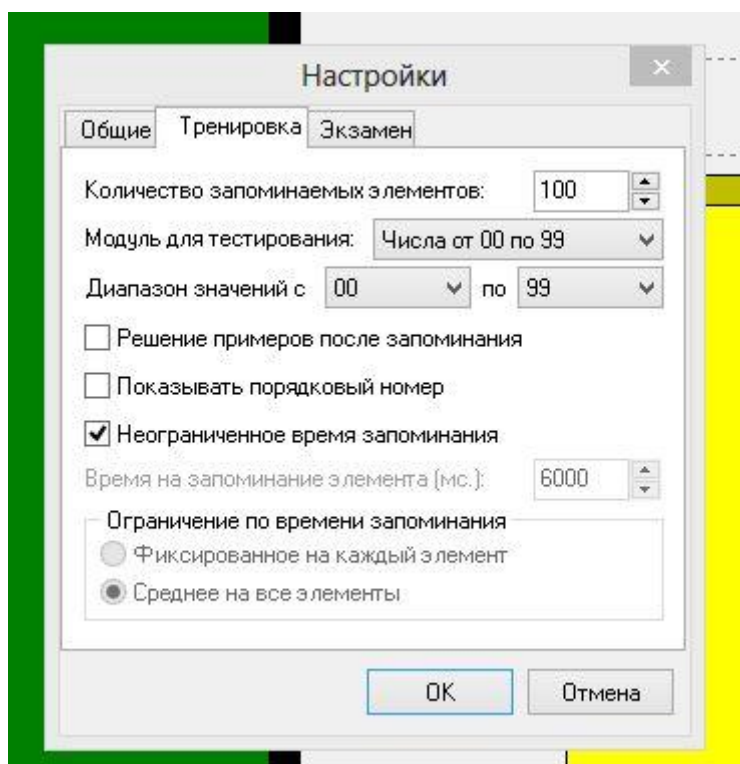 Настройки
Общие Тренировка Экзамен
Количество запоминаемых элементов: 100
Модуль для тестирования: Числа от 00 по 99
Диапазон значений с 00 по 99
Решение примеров после запоминания
Показывать порядковый номер
Неограниченное время запоминания
Время на запоминание элемента (мс.): 6000
Ограничение по времени запоминания
Фиксированное на каждый элемент
Среднее на все элементы
OK Отмена